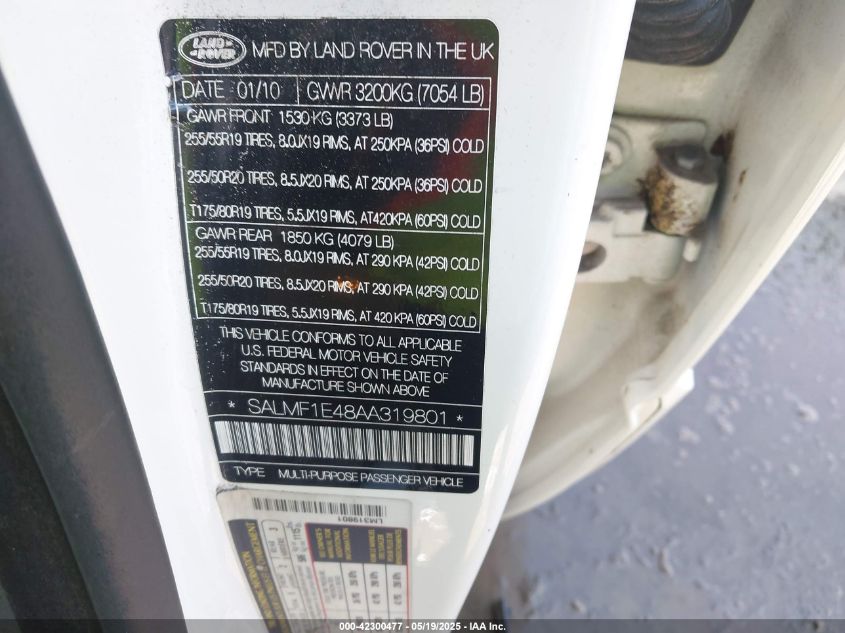 LAND ROVER MFD BY LAND ROVER IN THE UK
DATE 01/10 GVWR 3200KG (7054 LB)
GAWR FRONT 1530 KG (3373 LB)
255/55R19 TIRES, 8.0JX19 RIMS, AT 250KPA (36PSI) COLD
255/50R20 TIRES, 8.5JX20 RIMS, AT 250KPA (36PSI) COLD
T175/80R19 TIRES, 5.5JX19 RIMS, AT420KPA (60PSI) COLD
GAWR REAR 1850 KG (4079 LB)
255/55R19 TIRES, 8.0JX19 RIMS, AT 290 KPA (42PSI) COLD
255/50R20 TIRES, 8.5JX20 RIMS, AT 290 KPA (42PSI) COLD
T175/80R19 TIRES, 5.5JX19 RIMS, AT 420 KPA (60PSI) COLD
THIS VEHICLE CONFORMS TO ALL APPLICABLE
U.S. FEDERAL MOTOR VEHICLE SAFETY
STANDARDS IN EFFECT ON THE DATE OF
MANUFACTURE SHOWN ABOVE
* SALMF1E48AA319801 *
TYPE MULTI-PURPOSE PASSENGER VEHICLE
LM319801
000-42300477 - 05/19/2025 - IAA Inc.